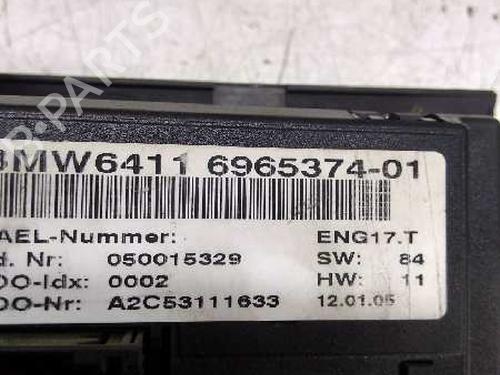 BMW6411 6965374-01
AEL-Nummer: ENG17.T
d. Nr: 050015329 SW: 84
DO-Idx: 0002 HW: 11
DO-Nr: A2C53111633 12.01.05